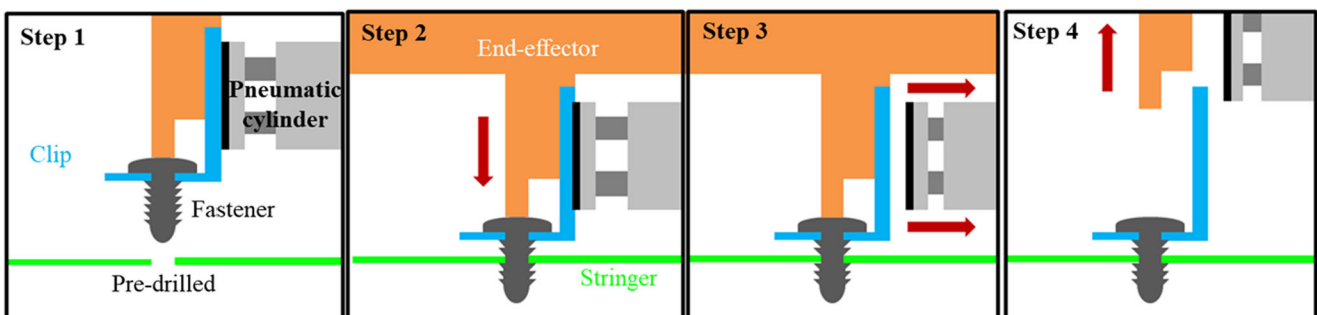 Step 1
Pneumatic
cylinder
Clip
Fastener
Pre-drilled
Step 2
End-effector
Stringer
Step 3
Step 4